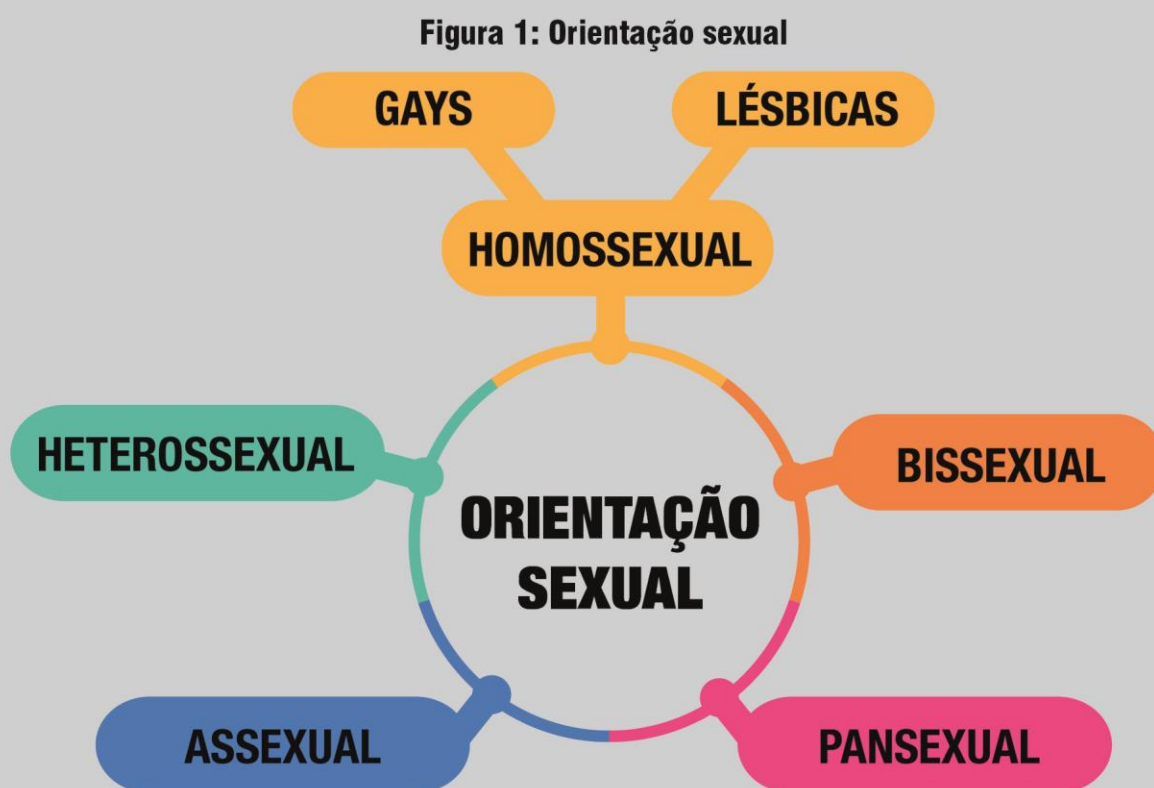 Figura 1: Orientação sexual
GAYS
LÉSBICAS
HOMOSSEXUAL
HETEROSSEXUAL
BISSEXUAL
ORIENTAÇÃO
SEXUAL
ASSEXUAL
PANSEXUAL